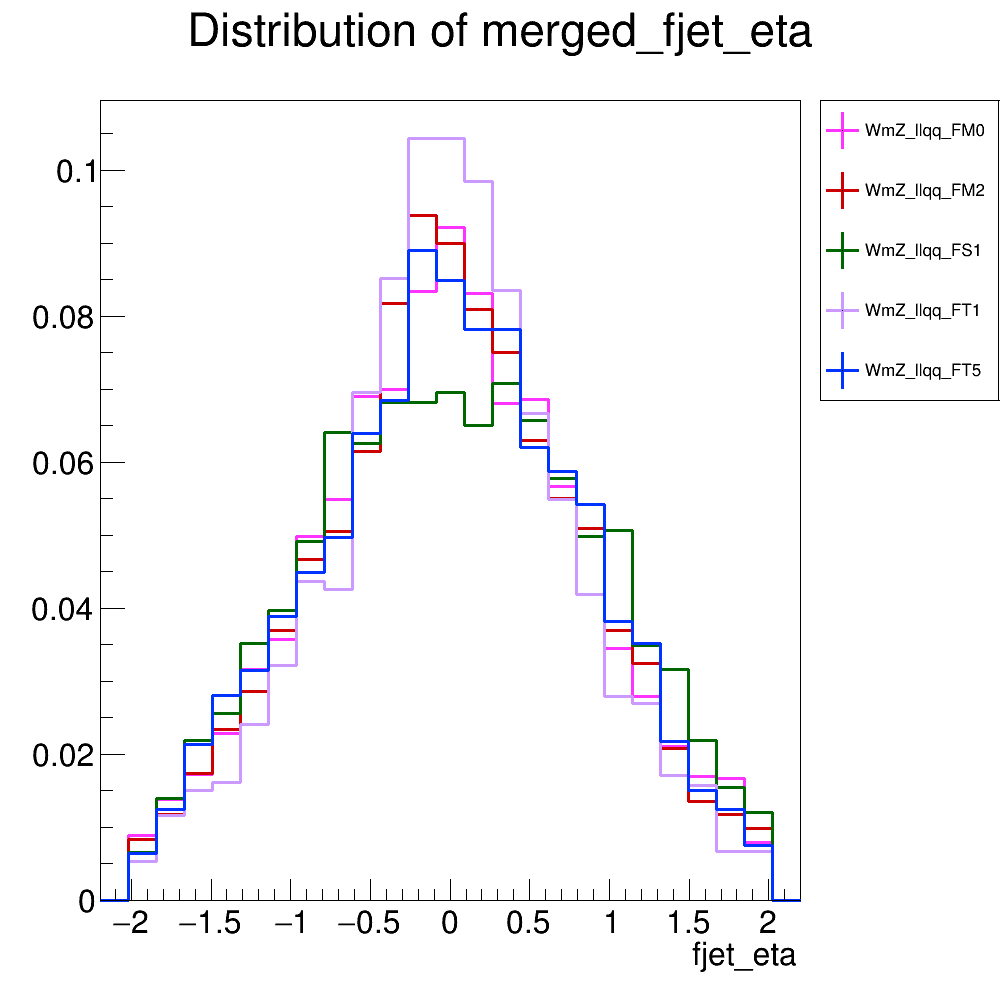 Distribution of merged_fjet_eta
WmZ_llqq_FM0
WmZ_llqq_FM2
WmZ_llqq_FS1
WmZ_llqq_FT1
WmZ_llqq_FT5
0.1
0.08
0.06
0.04
0.02
0
−2 −1.5 −1 −0.5 0 0.5 1 1.5 2
fjet_eta